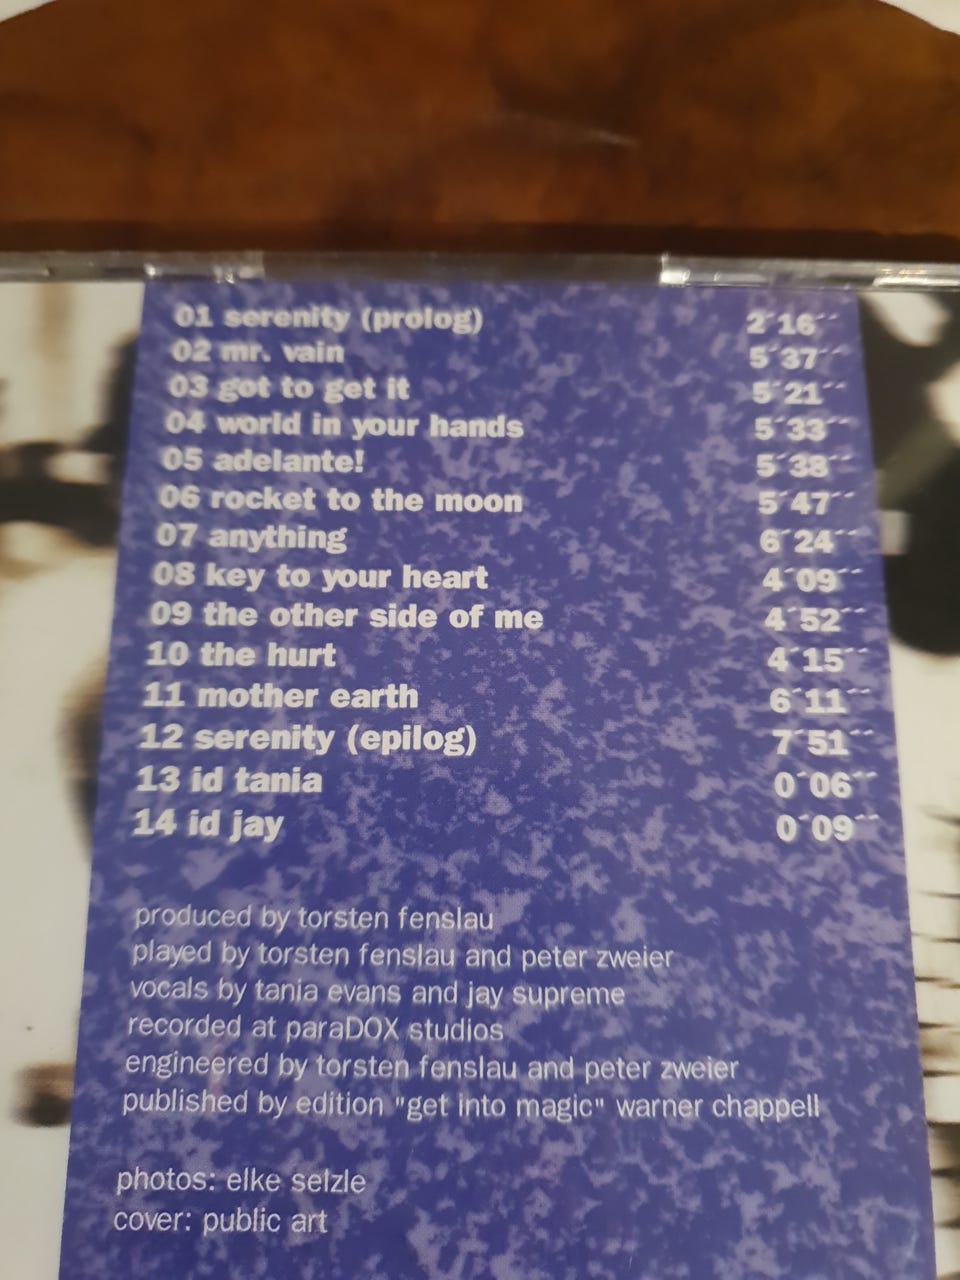 01 serenity (prolog) 2´16´´
02 mr. vain 5´37´´
03 got to get it 5´21´´
04 world in your hands 5´33´´
05 adelante! 5´38´´
06 rocket to the moon 5´47´´
07 anything 6´24´´
08 key to your heart 4´09´´
09 the other side of me 4´52´´
10 the hurt 4´15´´
11 mother earth 6´11´´
12 serenity (epilog) 7´51´´
13 id tania 0´06´´
14 id jay 0´09´´
produced by torsten fenslau
played by torsten fenslau and peter zweier
vocals by tania evans and jay supreme
recorded at paraDOX studios
engineered by torsten fenslau and peter zweier
published by edition "get into magic" warner chappell
photos: elke selzle
cover: public art